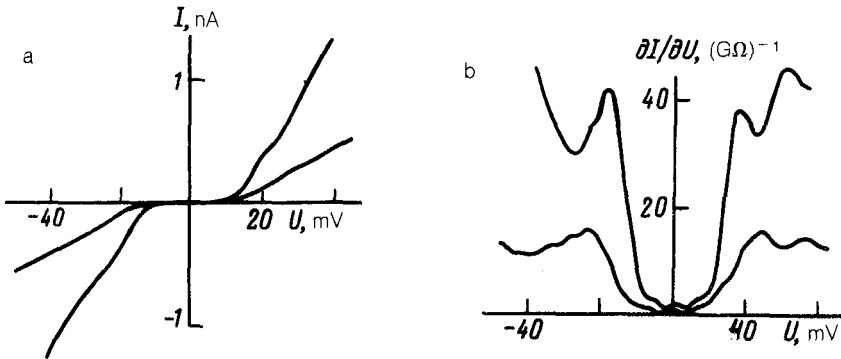 a
I, nA
1
-40
20
U, mV
-1
b
∂I/∂U, (GΩ)⁻¹
40
20
-40
40
U, mV